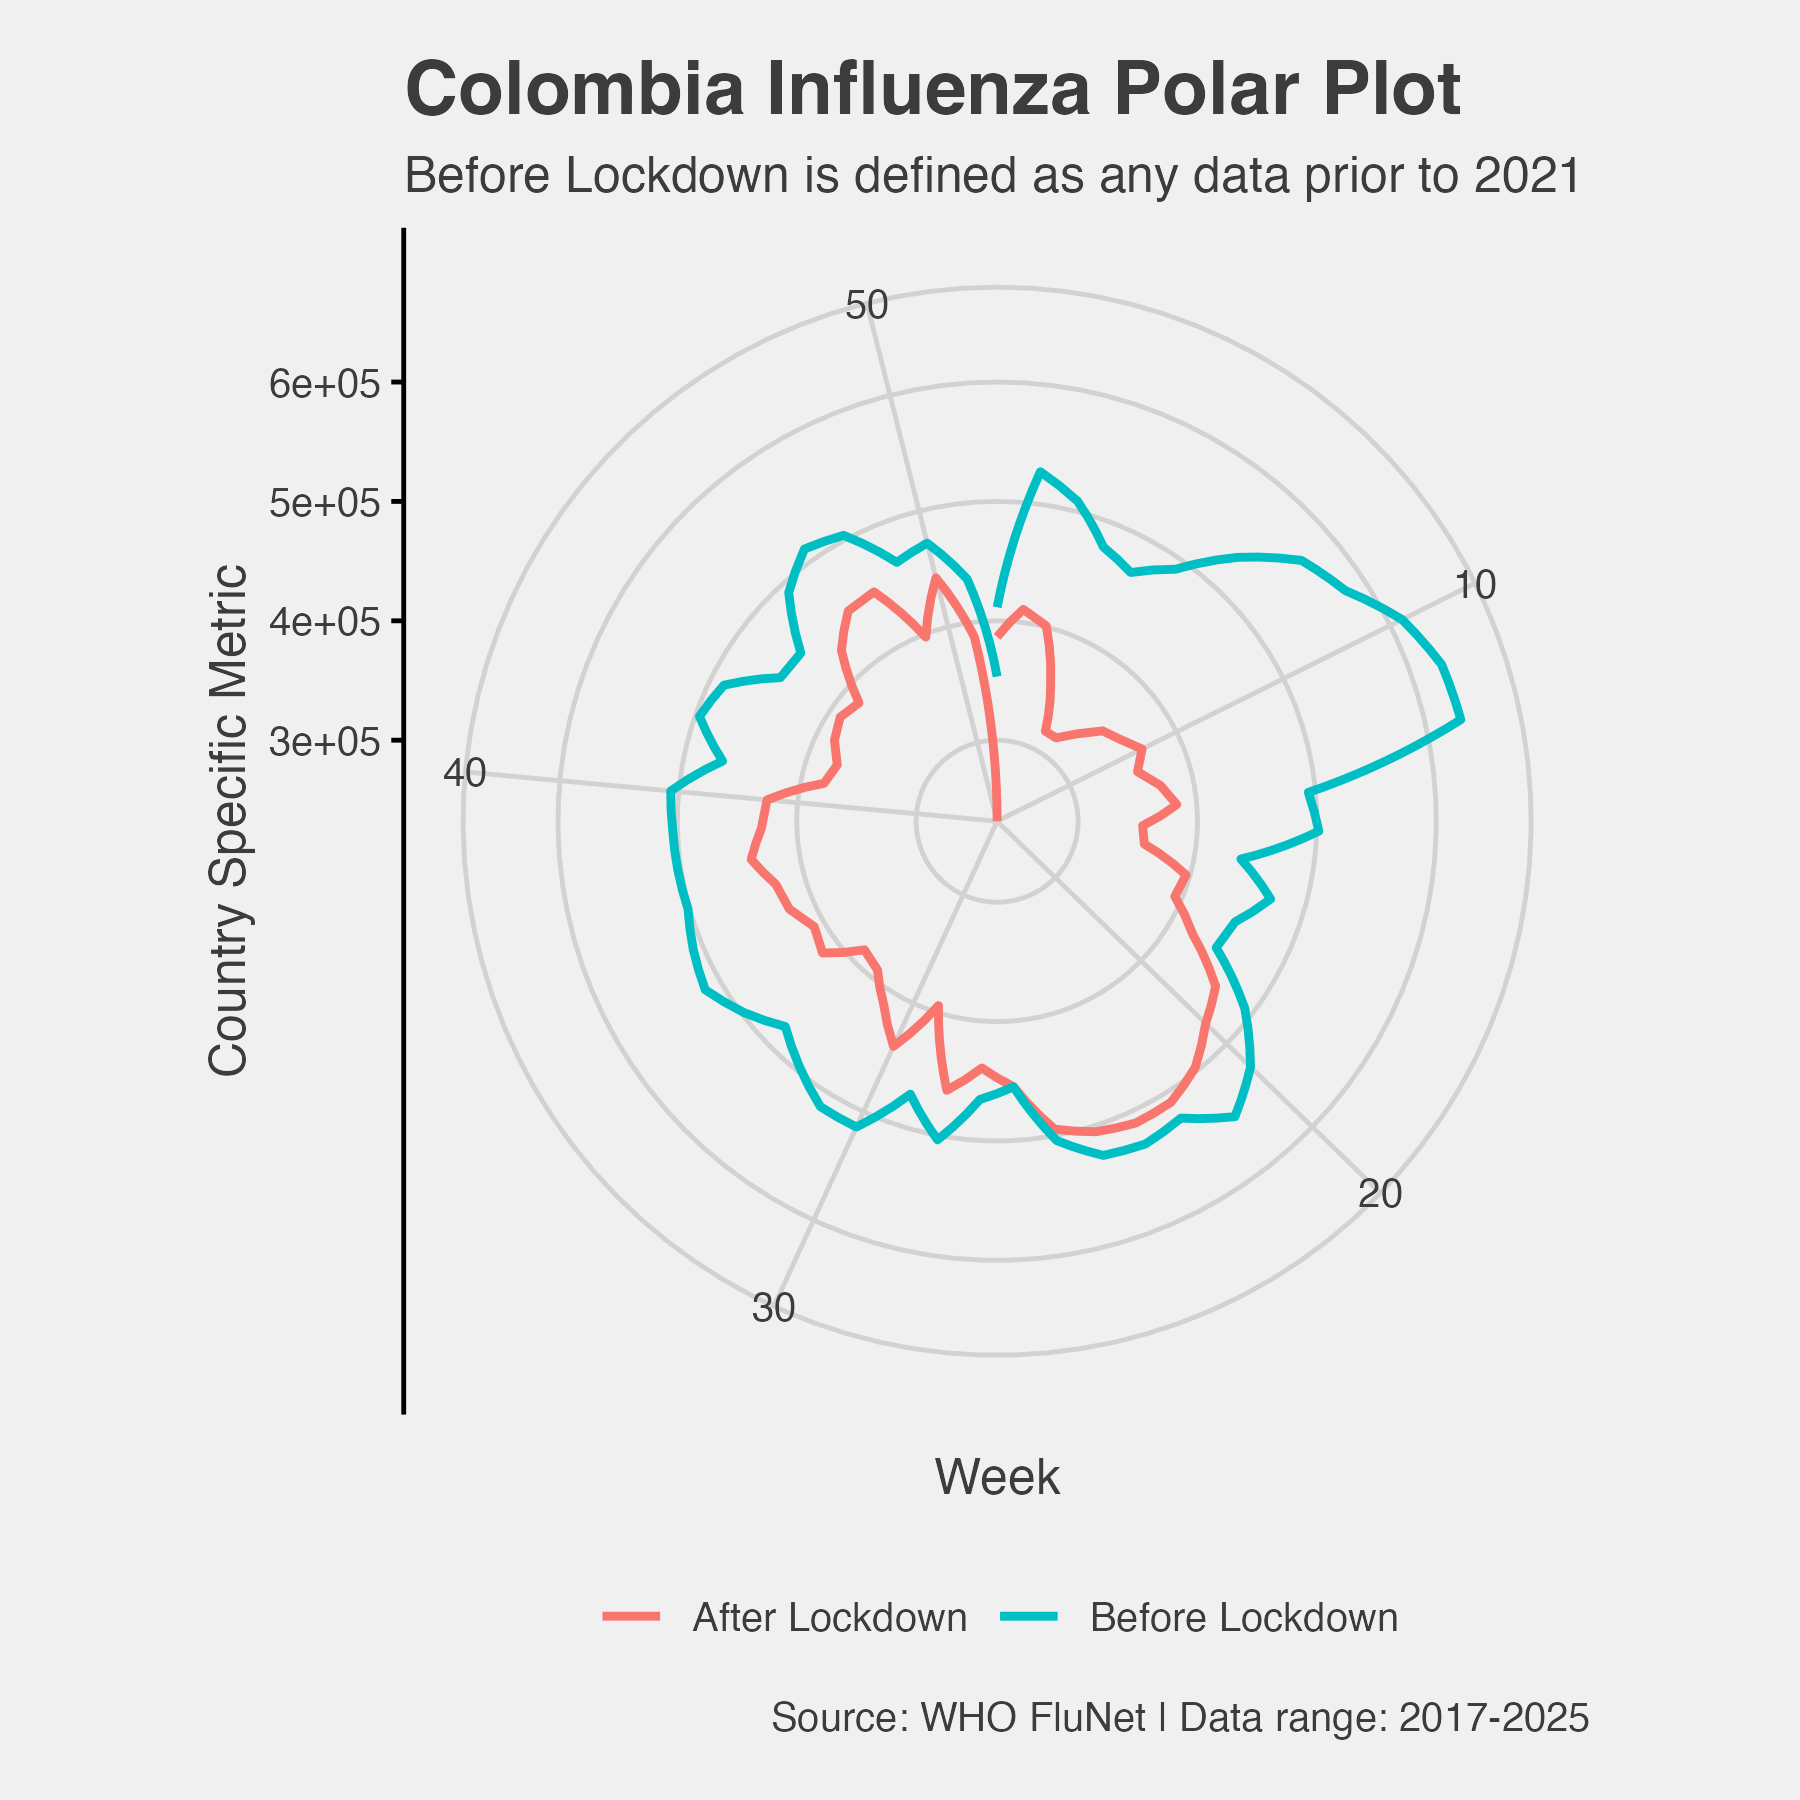 Colombia Influenza Polar Plot
Before Lockdown is defined as any data prior to 2021
50
6e+05
5e+05
10
4e+05
3e+05
40
Country Specific Metric
20
30
Week
After Lockdown
Before Lockdown
Source: WHO FluNet | Data range: 2017-2025